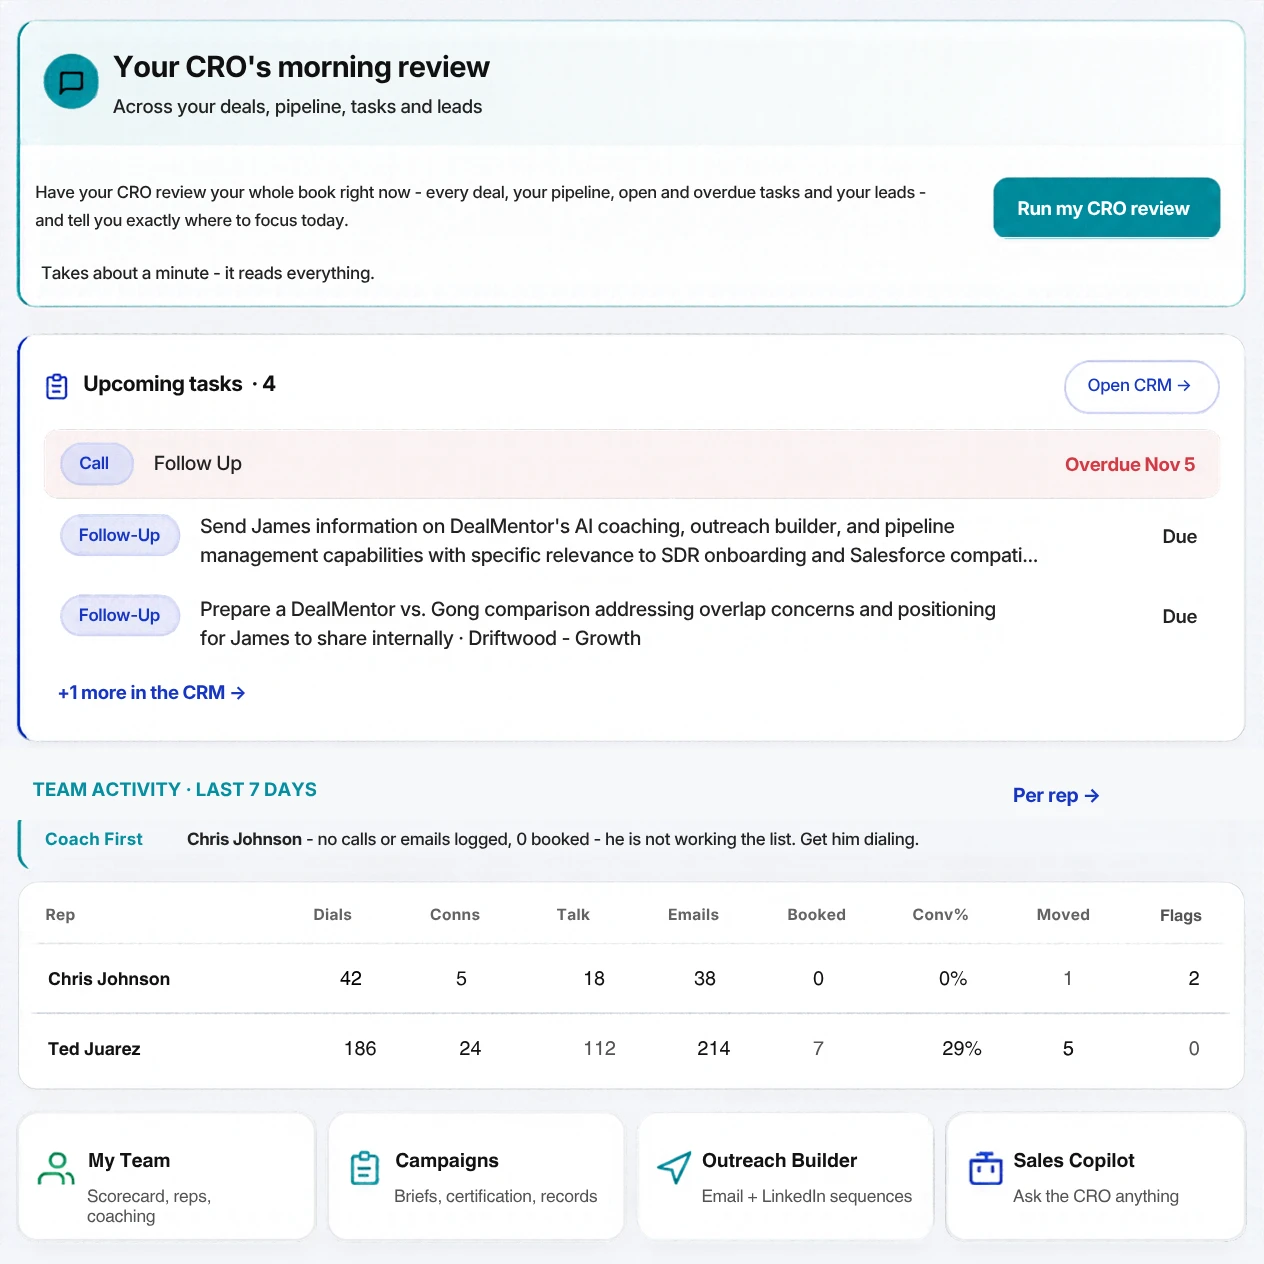 Your CRO's morning review
Across your deals, pipeline, tasks and leads
Have your CRO review your whole book right now - every deal, your pipeline, open and overdue tasks and your leads -
and tell you exactly where to focus today.
Run my CRO review
Takes about a minute - it reads everything.
Upcoming tasks · 4
Open CRM →
Call Follow Up Overdue Nov 5
Follow-Up
Send James information on DealMentor's AI coaching, outreach builder, and pipeline
management capabilities with specific relevance to SDR onboarding and Salesforce compati...
Due
Follow-Up
Prepare a DealMentor vs. Gong comparison addressing overlap concerns and positioning
for James to share internally · Driftwood - Growth
Due
+1 more in the CRM →
TEAM ACTIVITY · LAST 7 DAYS
Per rep →
Coach First Chris Johnson - no calls or emails logged, 0 booked - he is not working the list. Get him dialing.
Rep Dials Conns Talk Emails Booked Conv% Moved Flags
Chris Johnson 42 5 18 38 0 0% 1 2
Ted Juarez 186 24 112 214 7 29% 5 0
My Team
Scorecard, reps,
coaching
Campaigns
Briefs, certification, records
Outreach Builder
Email + LinkedIn sequences
Sales Copilot
Ask the CRO anything